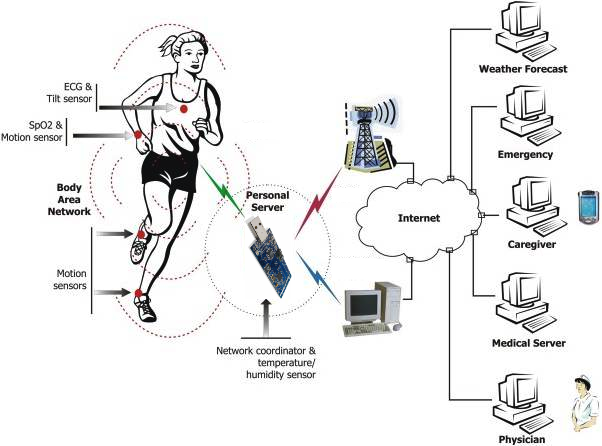 ECG &
Tilt sensor
SpO2 &
Motion sensor
Body
Area
Network
Motion
sensors
Personal
Server
Network coordinator &
temperature/
humidity sensor
Internet
Weather Forecast
Emergency
Caregiver
Medical Server
Physician